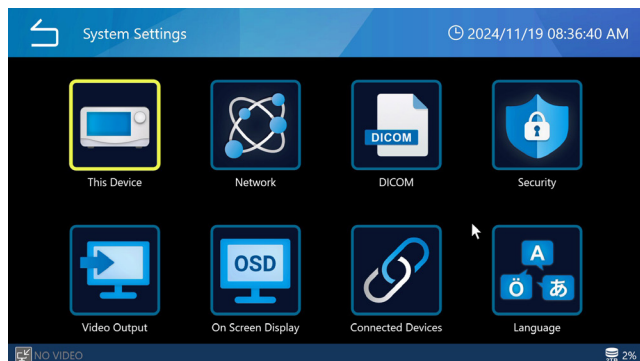 System Settings
2024/11/19 08:36:40 AM
DICOM
This Device
Network
DICOM
Security
OSD
A
Ö
あ
Video Output
On Screen Display
Connected Devices
Language
NO VIDEO
2TB
2%